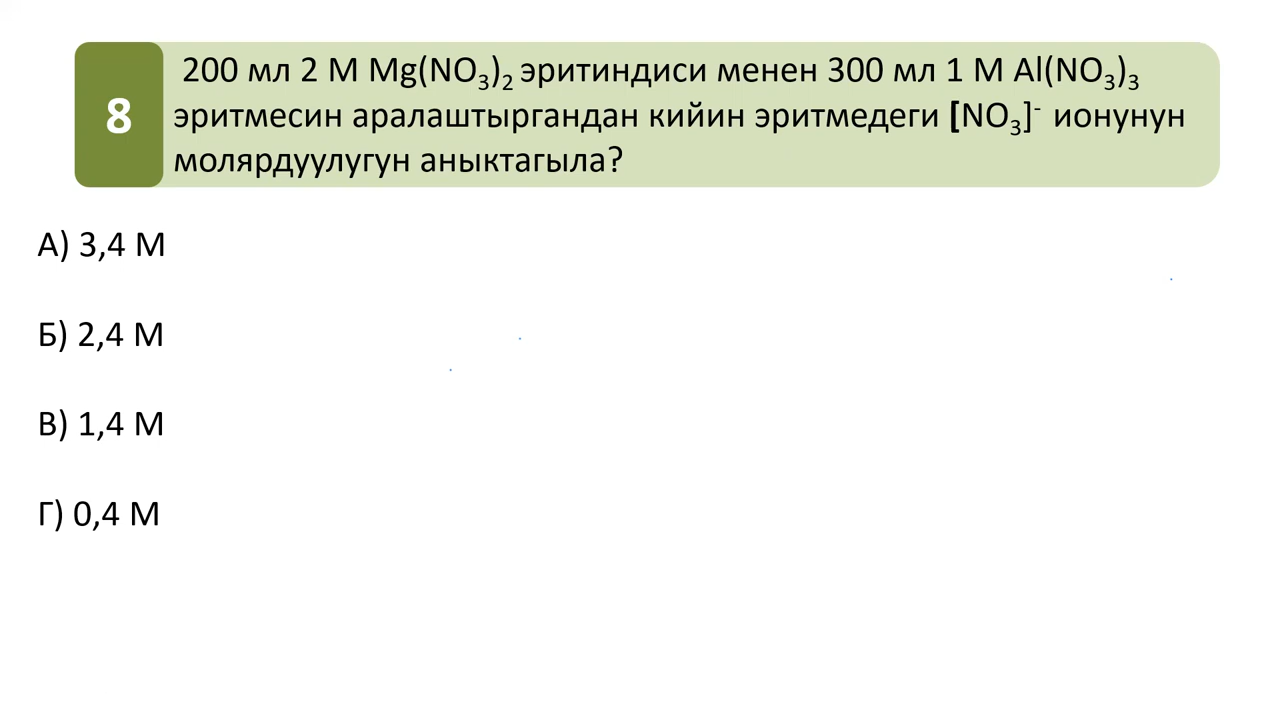 8
200 мл 2 М Mg(NO₃)₂ эритиндиси менен 300 мл 1 М Al(NO₃)₃
эритмесин аралаштыргандан кийин эритмедеги [NO₃]⁻ ионунун
молярдуулугун аныктагыла?
А) 3,4 М
Б) 2,4 М
В) 1,4 М
Г) 0,4 М